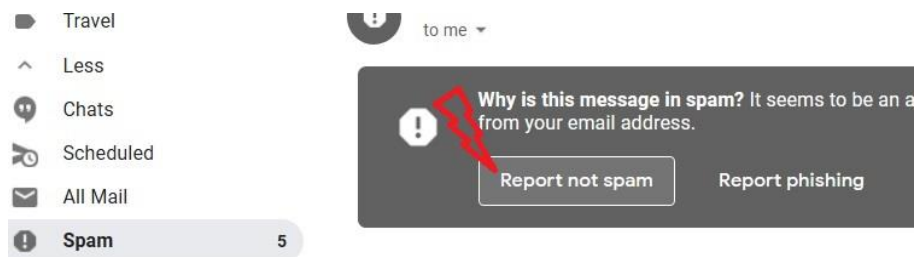 Travel
Less
Chats
Scheduled
All Mail
Spam 5
to me
Why is this message in spam? It seems to be an a
from your email address.
Report not spam Report phishing